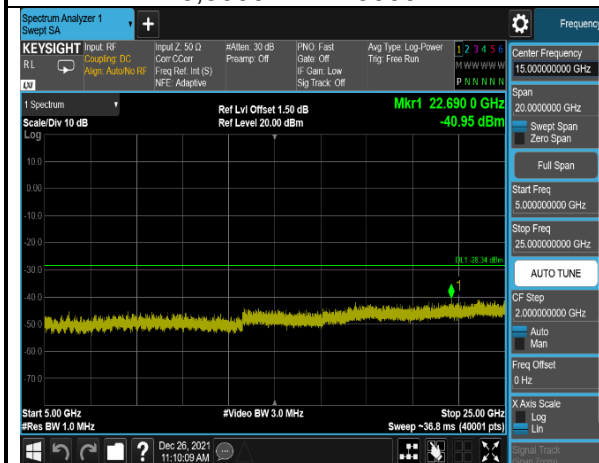 Spectrum Analyzer 1
Swept SA
Frequency
KEYSIGHT
RL
LXI
Input: RF
Coupling: DC
Align: Auto/No RF
Input Z: 50 Ω
Corr CCorr
Freq Ref: Int (S)
NFE: Adaptive
#Atten: 30 dB
Preamp: Off
PNO: Fast
Gate: Off
IF Gain: Low
Sig Track: Off
Avg Type: Log-Power
Trig: Free Run
1 2 3 4 5 6
M W W W W W
P N N N N N
1 Spectrum
Scale/Div 10 dB
Log
Ref Lvl Offset 1.50 dB
Ref Level 20.00 dBm
Mkr1 22.690 0 GHz
-40.95 dBm
10.0
0.00
-10.0
-20.0
DL1 -28.34 dBm
-30.0
1
-40.0
-50.0
-60.0
-70.0
Start 5.00 GHz
#Res BW 1.0 MHz
#Video BW 3.0 MHz
Stop 25.00 GHz
Sweep ~36.8 ms (40001 pts)
Center Frequency
15.000000000 GHz
Span
20.0000000 GHz
Swept Span
Zero Span
Full Span
Start Freq
5.000000000 GHz
Stop Freq
25.000000000 GHz
AUTO TUNE
CF Step
2.000000000 GHz
Auto
Man
Freq Offset
0 Hz
X Axis Scale
Log
Lin
Signal Track
Dec 26, 2021
11:10:09 AM